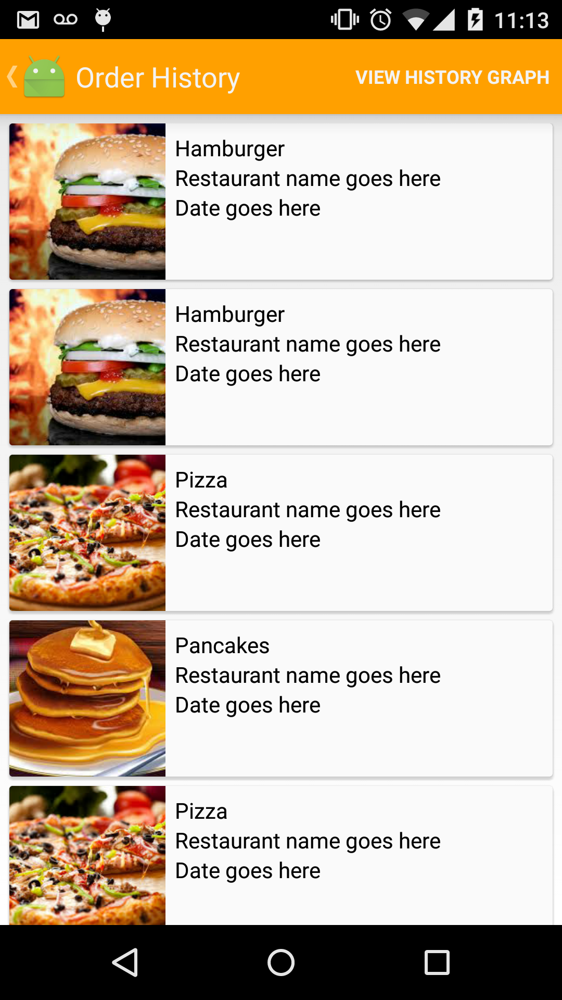 11:13
Order History
VIEW HISTORY GRAPH
Hamburger
Restaurant name goes here
Date goes here
Hamburger
Restaurant name goes here
Date goes here
Pizza
Restaurant name goes here
Date goes here
Pancakes
Restaurant name goes here
Date goes here
Pizza
Restaurant name goes here
Date goes here